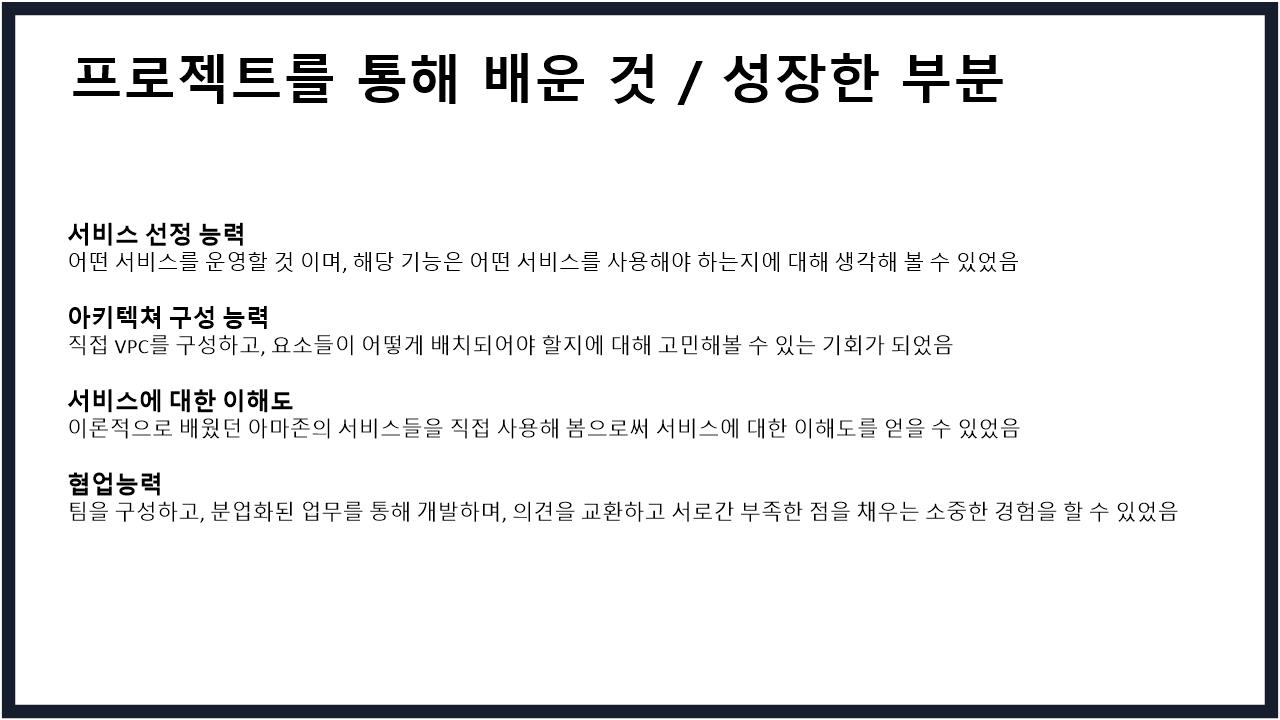 프로젝트를 통해 배운 것 / 성장한 부분
서비스 선정 능력
어떤 서비스를 운영할 것 이며, 해당 기능은 어떤 서비스를 사용해야 하는지에 대해 생각해 볼 수 있었음
아키텍쳐 구성 능력
직접 VPC를 구성하고, 요소들이 어떻게 배치되어야 할지에 대해 고민해볼 수 있는 기회가 되었음
서비스에 대한 이해도
이론적으로 배웠던 아마존의 서비스들을 직접 사용해 봄으로써 서비스에 대한 이해도를 얻을 수 있었음
협업능력
팀을 구성하고, 분업화된 업무를 통해 개발하며, 의견을 교환하고 서로간 부족한 점을 채우는 소중한 경험을 할 수 있었음